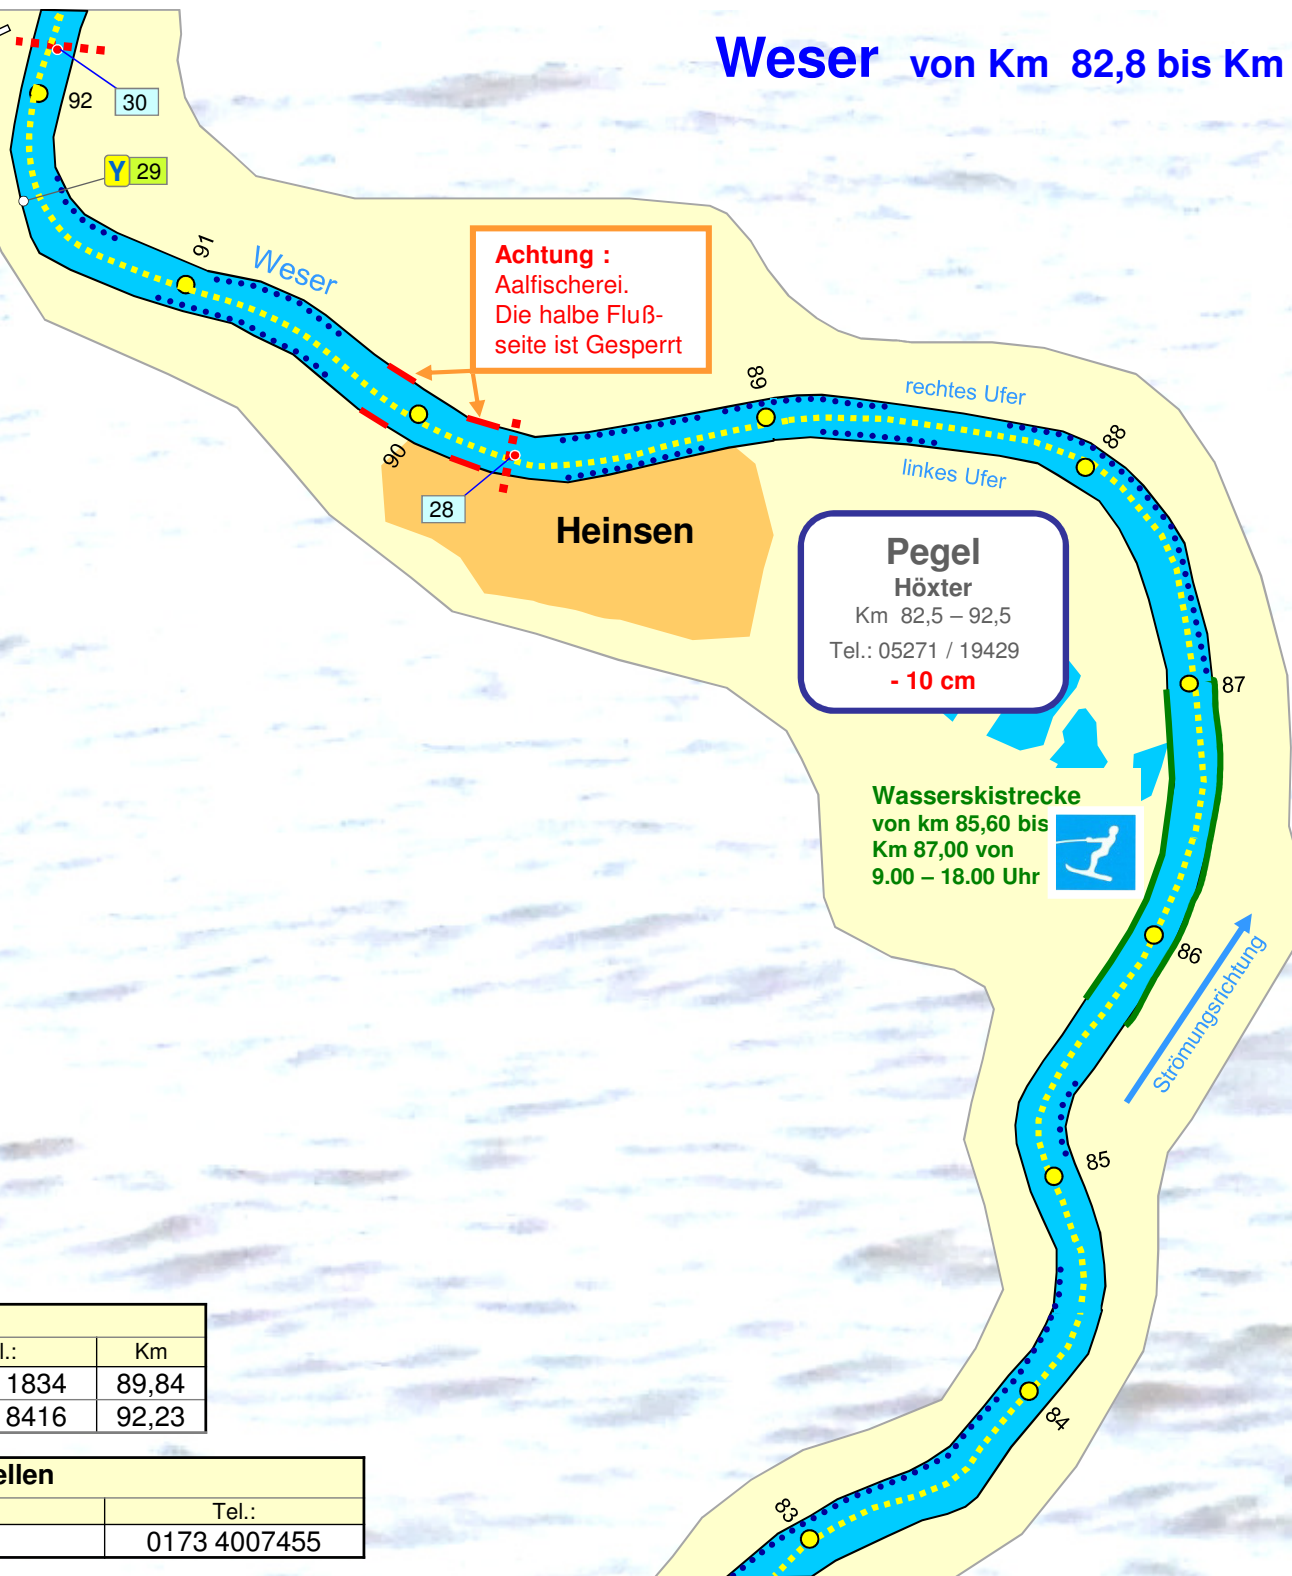 Weser von Km 82,8 bis Km
92
30
Y 29
91
Weser
Achtung :
Aalfischerei.
Die halbe Fluß-
seite ist Gesperrt
89
rechtes Ufer
88
90
linkes Ufer
28
Heinsen
Pegel
Höxter
Km 82,5 – 92,5
Tel.: 05271 / 19429
- 10 cm
87
Wasserskistrecke
von km 85,60 bis
Km 87,00 von
9.00 – 18.00 Uhr
86
Strömungsrichtung
85
l.: Km
1834 89,84
8416 92,23
84
ellen
Tel.:
0173 4007455
83